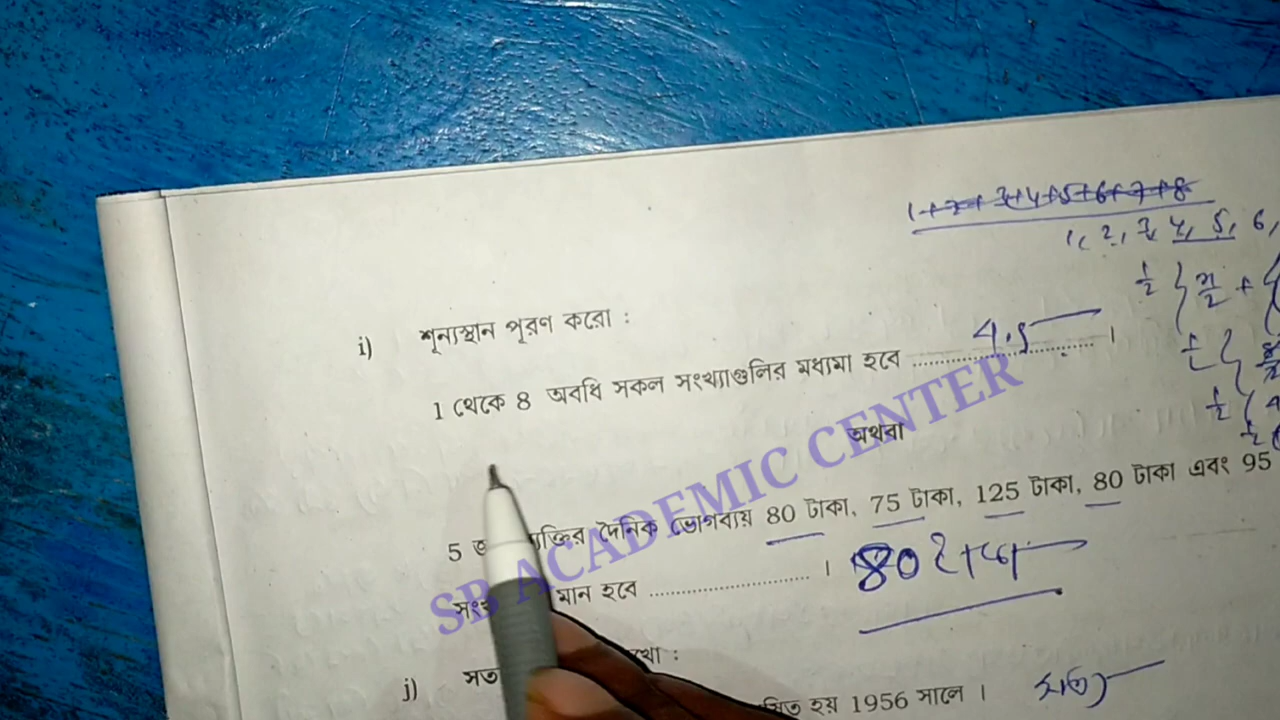 1+2+3+4+5+6+7+8
1, 2, 3, 4, 5, 6,
i) শূন্যস্থান পূরণ করো :
1 থেকে 8 অবধি সকল সংখ্যাগুলির মধ্যমা হবে 4.5 ।
অথবা
5 দৈনিক ভোগব্যয় 80 টাকা, 75 টাকা, 125 টাকা, 80 টাকা এবং 95
মান হবে .................... । 80 টাকা
j)
হয় 1956 সালে । সত্য
SB ACADEMIC CENTER